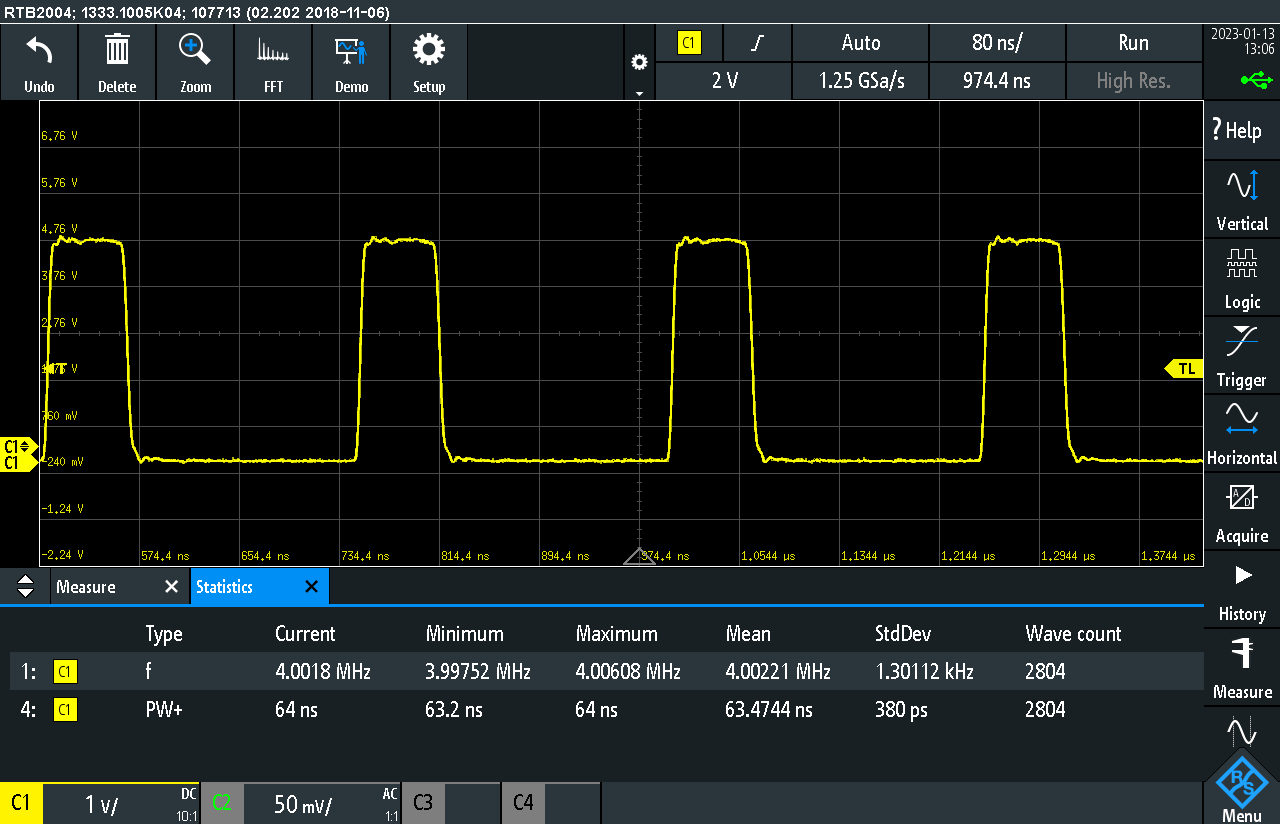 RTB2004; 1333.1005K04; 107713 (02.202 2018-11-06)
Undo Delete Zoom FFT Demo Setup
C1 Auto 80 ns/ Run
2 V 1.25 GSa/s 974.4 ns High Res.
2023-01-13
13:06
?Help
Vertical
Logic
Trigger
Horizontal
Acquire
History
Measure
R&S
Menu
6.76 V
5.76 V
4.76 V
3.76 V
2.76 V
V
TL
760 mV
C1
C1
-240 mV
-1.24 V
-2.24 V 574.4 ns 654.4 ns 734.4 ns 814.4 ns 894.4 ns 974.4 ns 1.0544 µs 1.1344 µs 1.2144 µs 1.2944 µs 1.3744 µs
Measure Statistics
Type Current Minimum Maximum Mean StdDev Wave count
1: C1 f 4.0018 MHz 3.99752 MHz 4.00608 MHz 4.00221 MHz 1.30112 kHz 2804
4: C1 PW+ 64 ns 63.2 ns 64 ns 63.4744 ns 380 ps 2804
C1 1 V/ DC 10:1 C2 50 mV/ AC 1:1 C3 C4